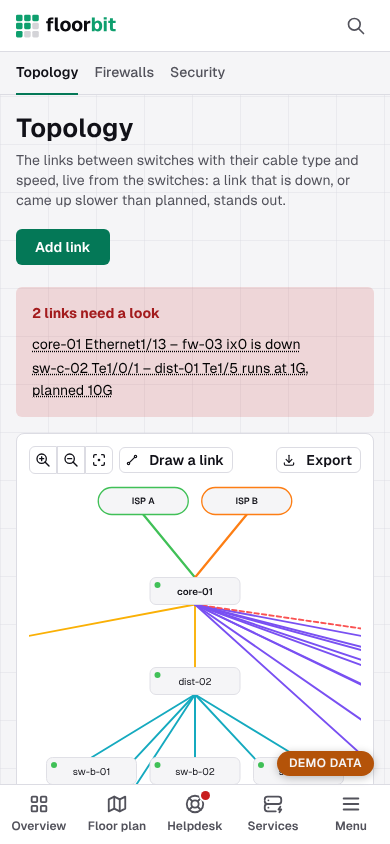 floorbit
Topology Firewalls Security
Topology
The links between switches with their cable type and
speed, live from the switches: a link that is down, or
came up slower than planned, stands out.
Add link
2 links need a look
core-01 Ethernet1/13 – fw-03 ix0 is down
sw-c-02 Te1/0/1 – dist-01 Te1/5 runs at 1G,
planned 10G
Draw a link Export
ISP A ISP B
core-01
dist-02
sw-b-01 sw-b-02
DEMO DATA
Overview Floor plan Helpdesk Services Menu